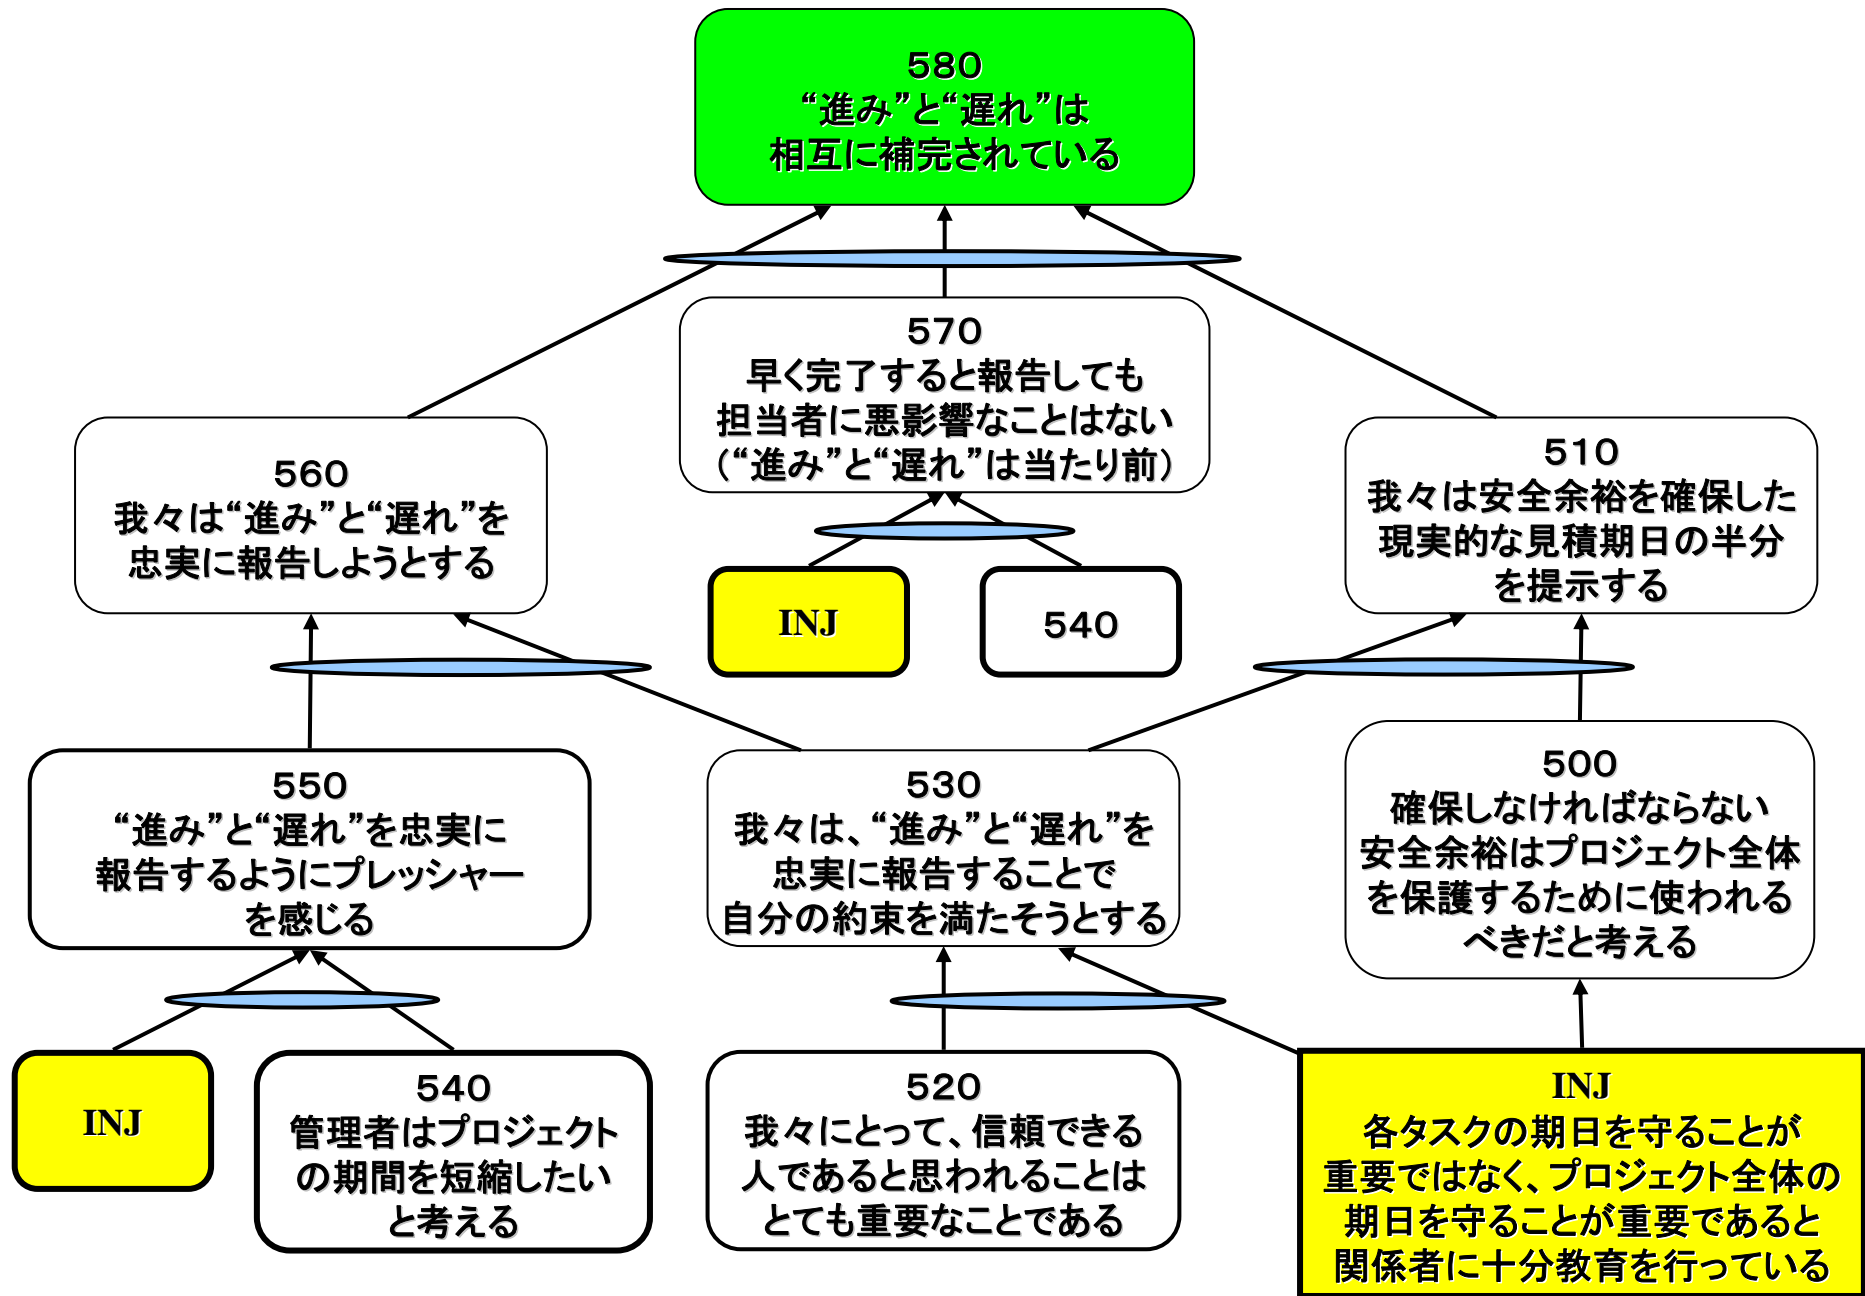 ５８０
“進み”と“遅れ”は
相互に補完されている
５７０
早く完了すると報告しても
担当者に悪影響なことはない
（“進み”と“遅れ”は当たり前）
５６０
我々は“進み”と“遅れ”を
忠実に報告しようとする
５１０
我々は安全余裕を確保した
現実的な見積期日の半分
を提示する
INJ
５４０
５５０
“進み”と“遅れ”を忠実に
報告するようにプレッシャー
を感じる
５３０
我々は、“進み”と“遅れ”を
忠実に報告することで
自分の約束を満たそうとする
５００
確保しなければならない
安全余裕はプロジェクト全体
を保護するために使われる
べきだと考える
INJ
５４０
管理者はプロジェクト
の期間を短縮したい
と考える
５２０
我々にとって、信頼できる
人であると思われることは
とても重要なことである
INJ
各タスクの期日を守ることが
重要ではなく、プロジェクト全体の
期日を守ることが重要であると
関係者に十分教育を行っている